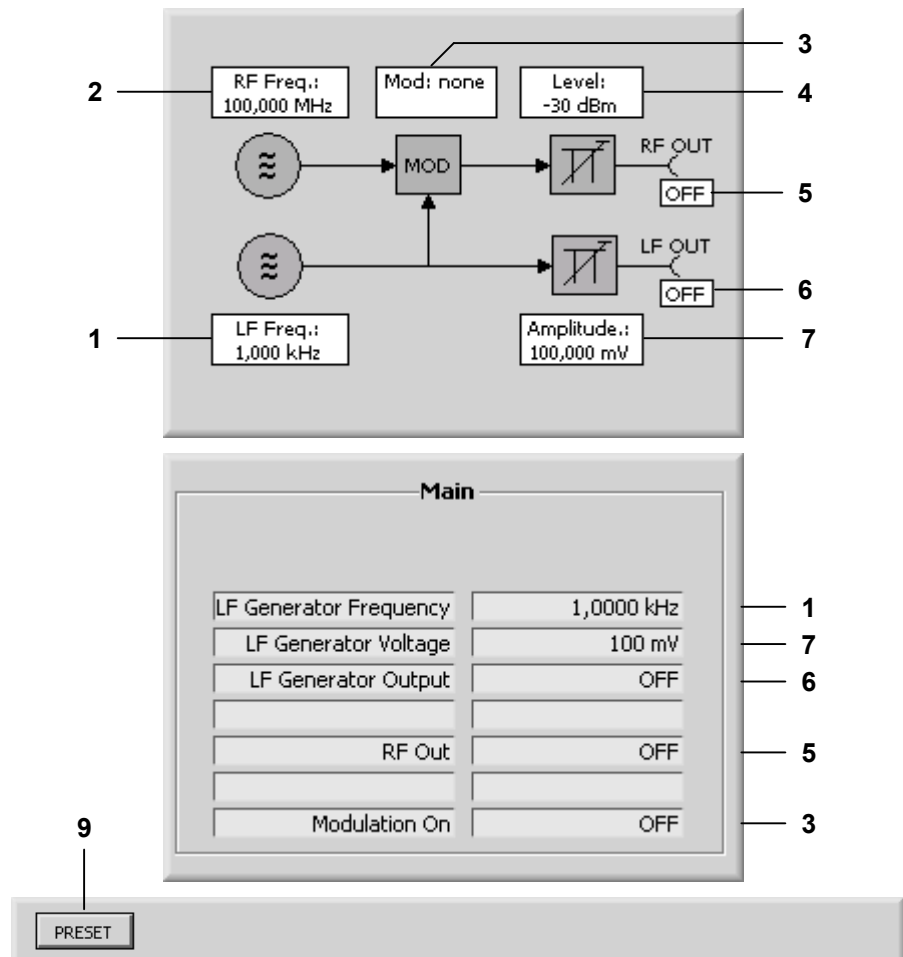 3
2
RF Freq.:
100,000 MHz
Mod: none
Level:
-30 dBm
4
MOD
RF OUT
OFF
5
LF OUT
OFF
6
1
LF Freq.:
1,000 kHz
Amplitude.:
100,000 mV
7
Main
LF Generator Frequency 1,0000 kHz 1
LF Generator Voltage 100 mV 7
LF Generator Output OFF 6
RF Out OFF 5
Modulation On OFF 3
9
PRESET